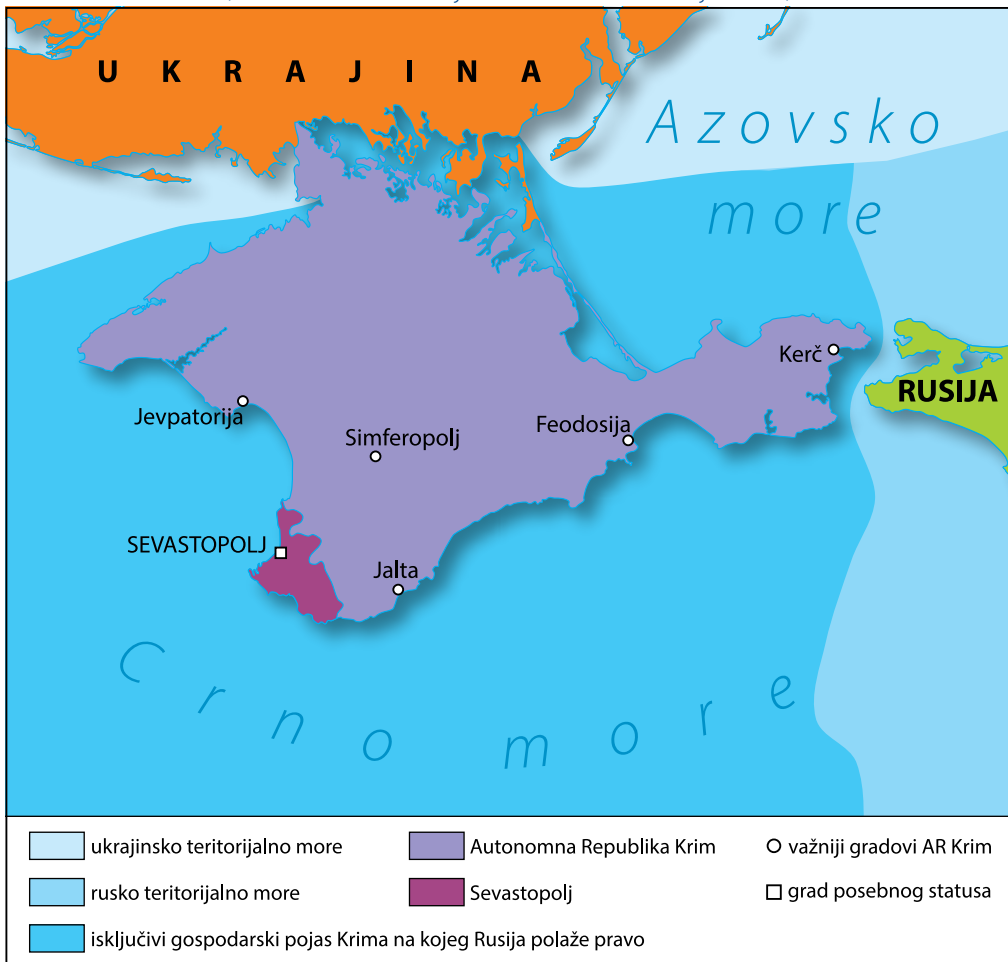 UKRAJINA
Azovsko
more
Kerč
RUSIJA
Jevpatorija
Simferopolj
Feodosija
SEVASTOPOLJ
Jalta
Crno more
ukrajinsko teritorijalno more
rusko teritorijalno more
isključivi gospodarski pojas Krima na kojeg Rusija polaže pravo
Autonomna Republika Krim
Sevastopolj
važniji gradovi AR Krim
grad posebnog statusa